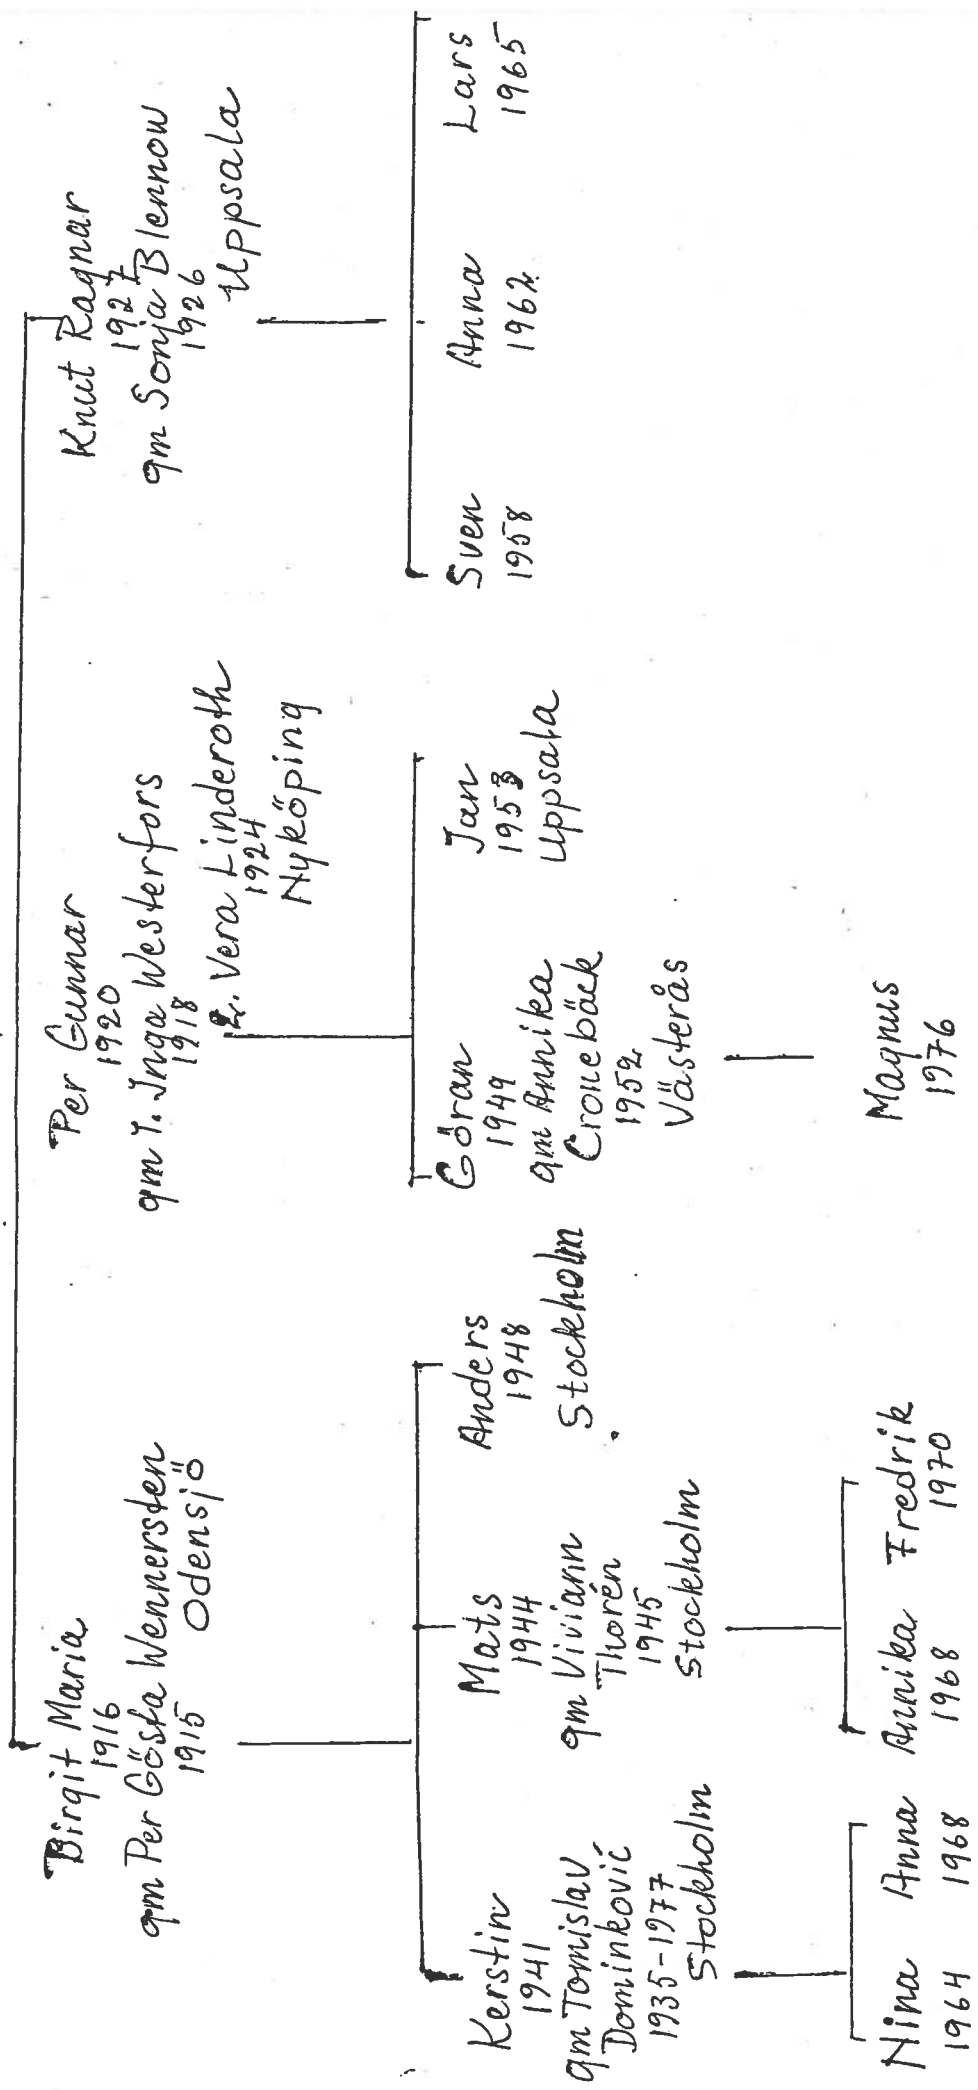 Birgit Maria
1916
gm Per Gösta Wennersten
1915
Odensjö
Per Gunnar
1920
gm 1. Inga Westerfors
1918
2. Vera Linderoth
1924
Nyköping
Knut Ragnar
1927
gm Sonja Blennow
1926
Uppsala
Kerstin
1941
gm Tomislav
Dominković
1935-1977
Stockholm
Mats
1944
gm Viviann
Thorén
1945
Stockholm
Anders
1948
Stockholm
Göran
1949
gm Annika
Cronebäck
1952
Västerås
Jan
1953
Uppsala
Sven
1958
Anna
1962
Lars
1965
Nina
1964
Anna
1968
Annika
1968
Fredrik
1970
Magnus
1976